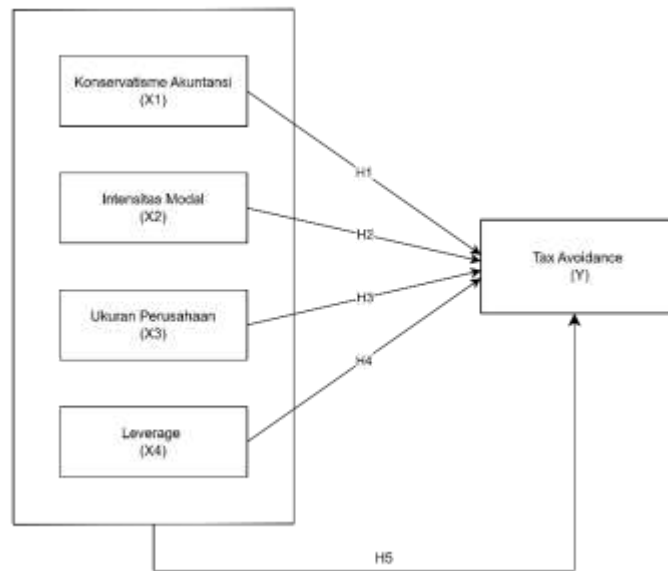 Konservatisme Akuntansi
(X1)
H1
Intensitas Modal
(X2)
H2
Tax Avoidance
(Y)
Ukuran Perusahaan
(X3)
H3
H4
Leverage
(X4)
H5